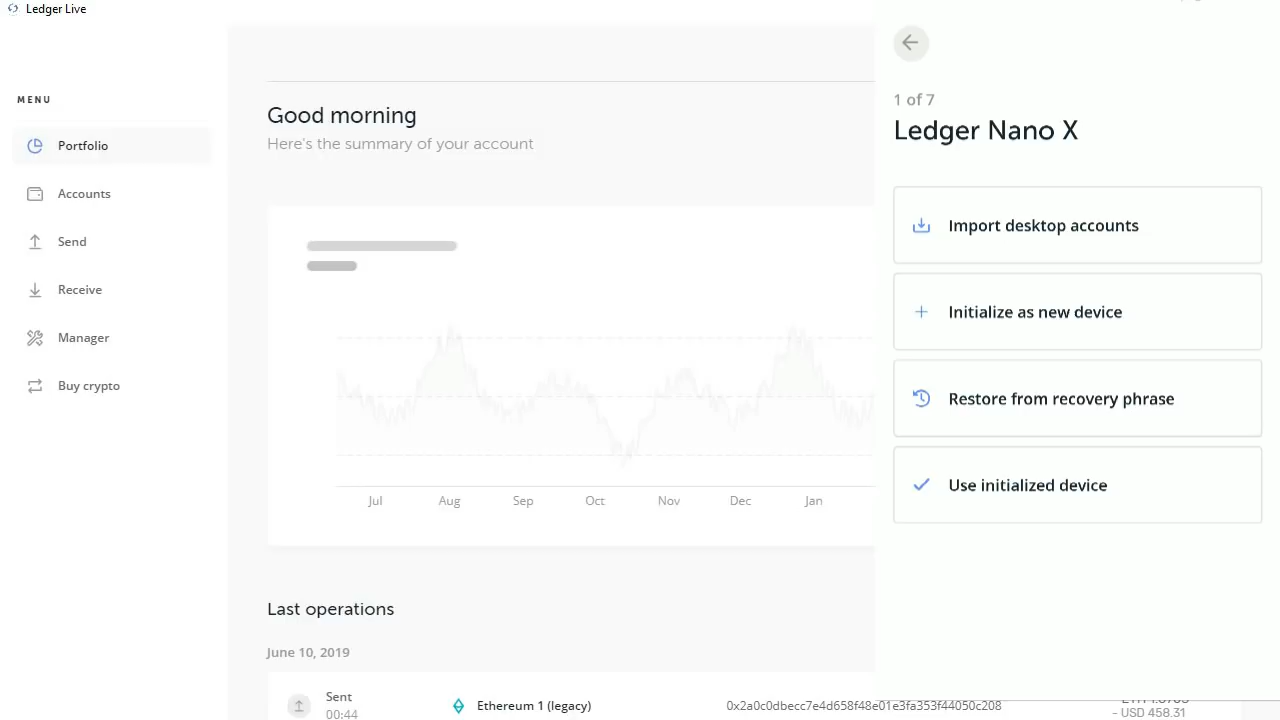 Ledger Live
MENU
Portfolio
Accounts
Send
Receive
Manager
Buy crypto
Good morning
Here's the summary of your account
Jul Aug Sep Oct Nov Dec Jan
Last operations
June 10, 2019
Sent
00:44
Ethereum 1 (legacy)
0x2a0c0dbecc7e4d658f48e01e3fa353f44050c208
- USD 458.31
1 of 7
Ledger Nano X
Import desktop accounts
Initialize as new device
Restore from recovery phrase
Use initialized device